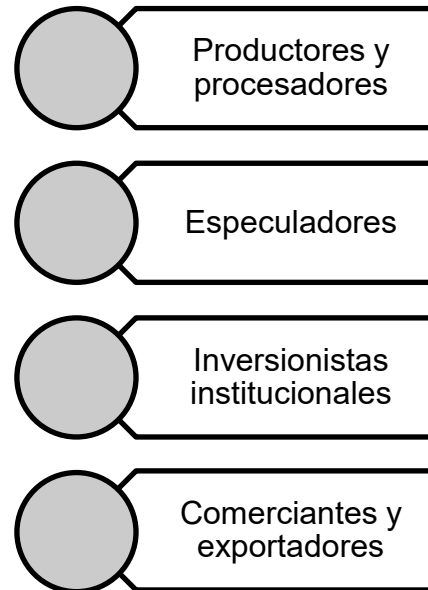 Productores y
procesadores
Especuladores
Inversionistas
institucionales
Comerciantes y
exportadores